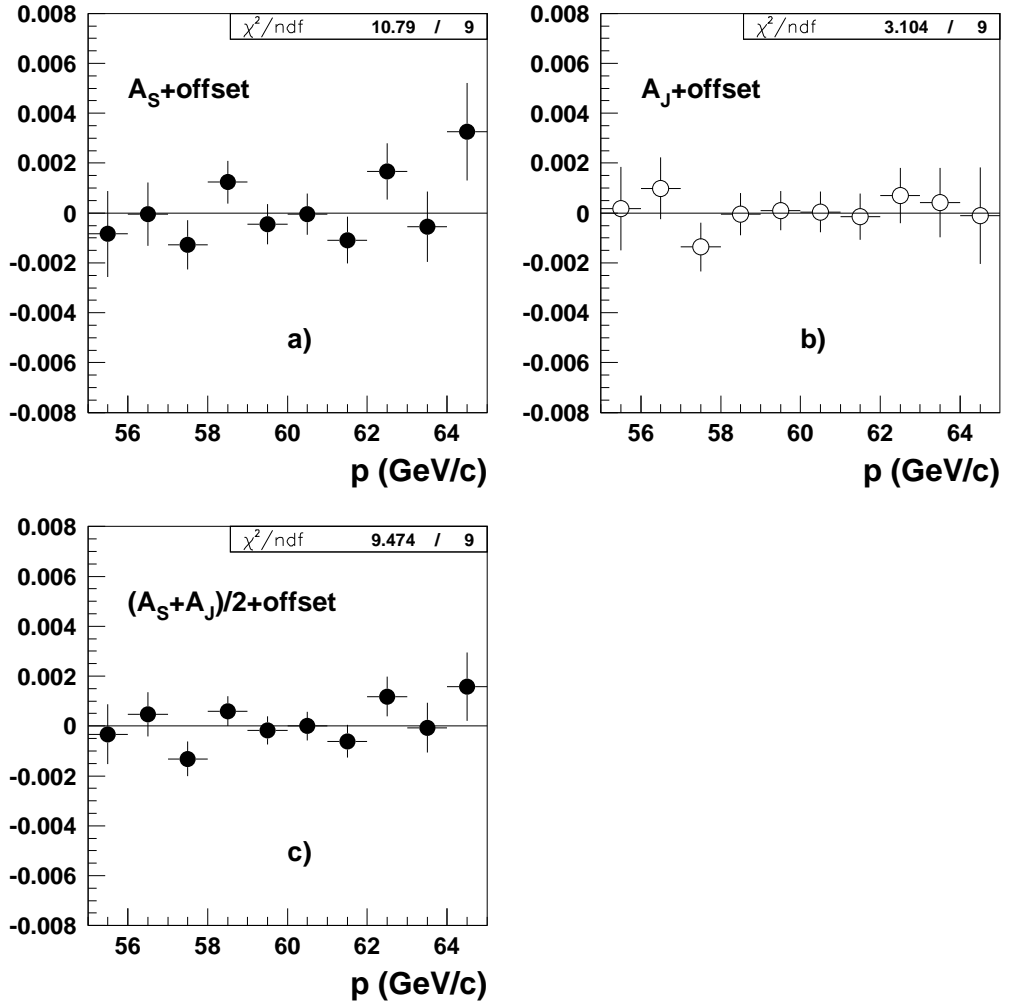 χ²/ndf 10.79 / 9
A_S+offset
0.008
0.006
0.004
0.002
0
-0.002
-0.004
-0.006
-0.008
a)
56 58 60 62 64
p (GeV/c)
χ²/ndf 3.104 / 9
A_J+offset
0.008
0.006
0.004
0.002
0
-0.002
-0.004
-0.006
-0.008
b)
56 58 60 62 64
p (GeV/c)
χ²/ndf 9.474 / 9
(A_S+A_J)/2+offset
0.008
0.006
0.004
0.002
0
-0.002
-0.004
-0.006
-0.008
c)
56 58 60 62 64
p (GeV/c)